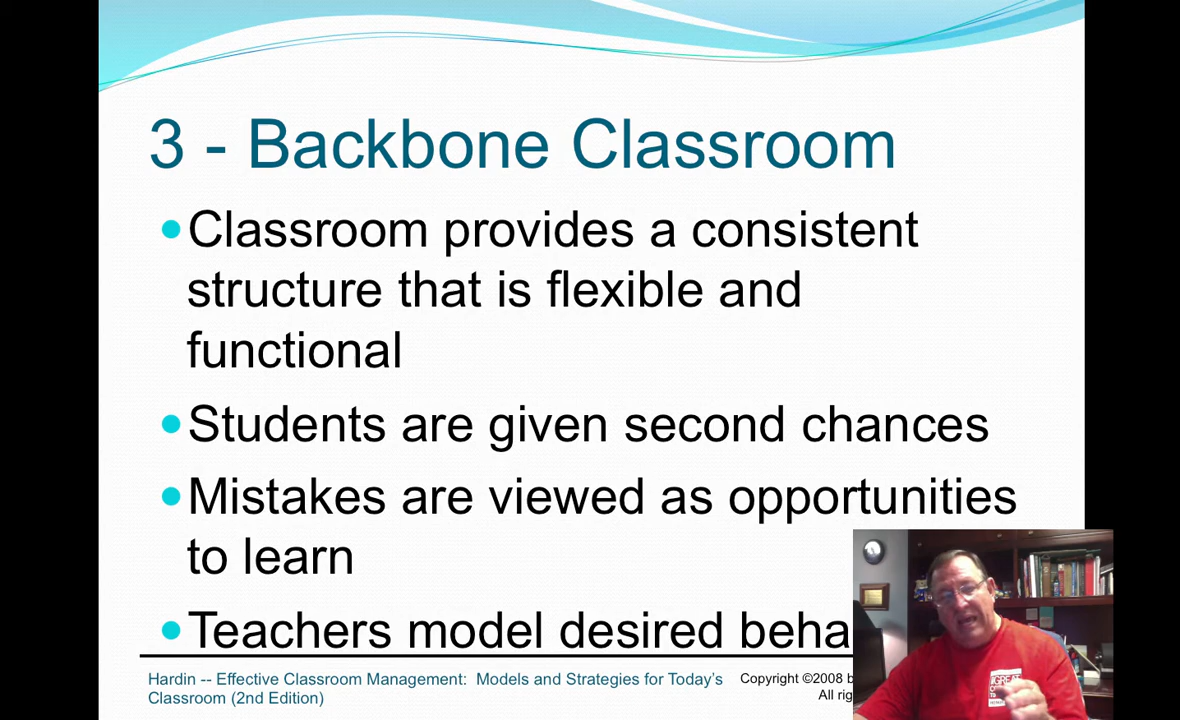 3 - Backbone Classroom
Classroom provides a consistent
structure that is flexible and
functional
Students are given second chances
Mistakes are viewed as opportunities
to learn
Teachers model desired beha
Hardin -- Effective Classroom Management: Models and Strategies for Today's
Classroom (2nd Edition)
Copyright ©2008 b
All rig
GREAT